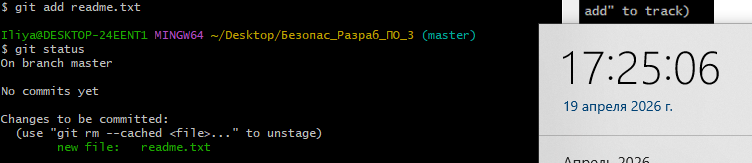 $ git add readme.txt
Iliya@DESKTOP-24EENT1 MINGW64 ~/Desktop/Безопас_Разраб_ПО_3 (master)
$ git status
On branch master
No commits yet
Changes to be committed:
(use "git rm --cached <file>..." to unstage)
new file:   readme.txt
add" to track)
17:25:06
19 апреля 2026 г.
Апрель 2026